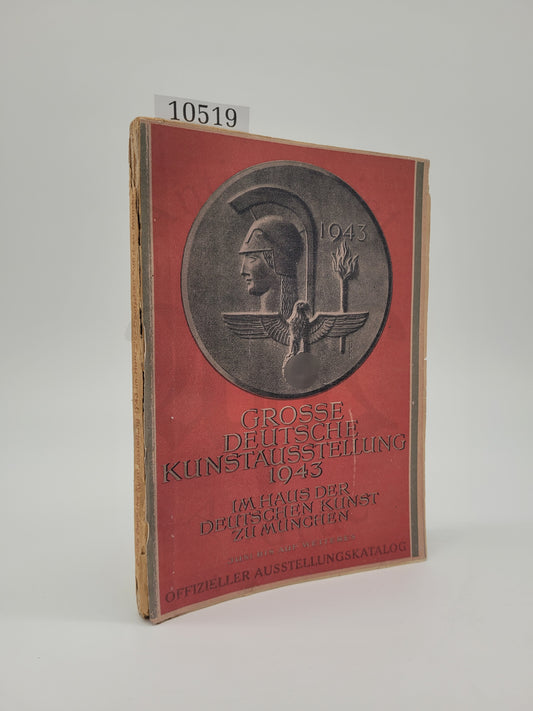 10519
1943
GROSSE
DEUTSCHE
KUNSTAUSSTELLUNG
1943
IM HAUS DER
DEUTSCHEN KUNST
ZU MÜNCHEN
OFFIZIELLER AUSSTELLUNGSKATALOG